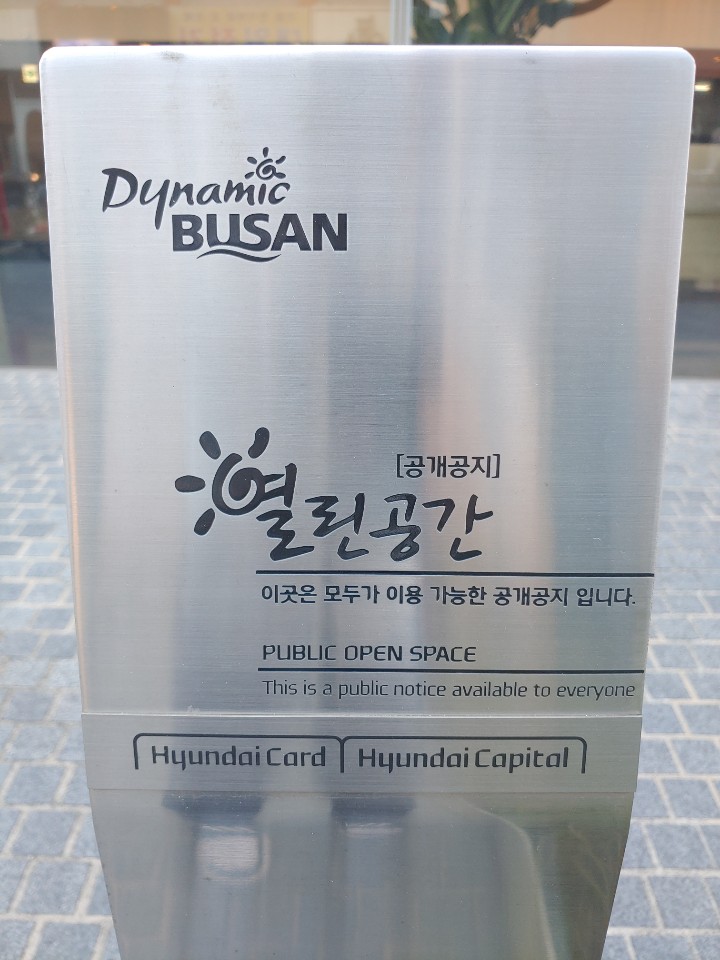 Dynamic
BUSAN
[공개공지]
열린공간
이곳은 모두가 이용 가능한 공개공지 입니다.
PUBLIC OPEN SPACE
This is a public notice available to everyone
Hyundai Card Hyundai Capital